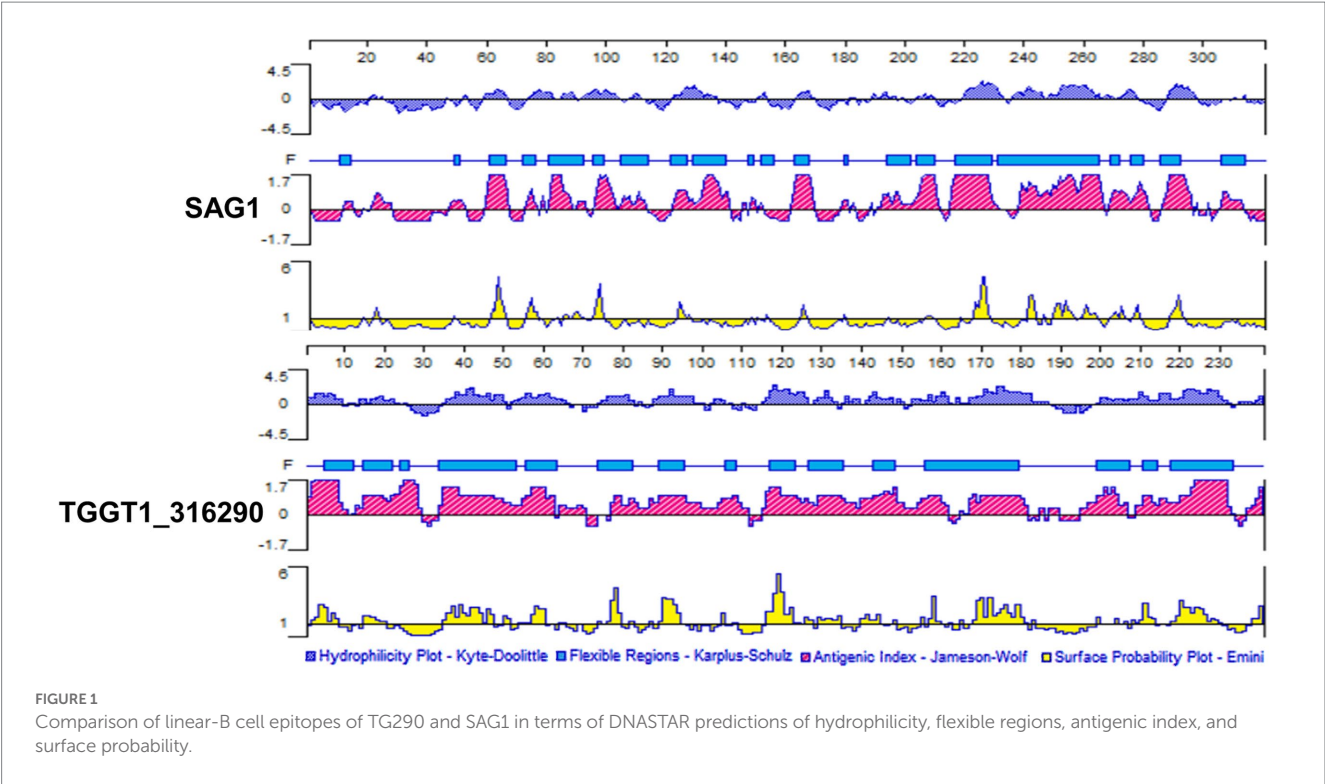 20 40 60 80 100 120 140 160 180 200 220 240 260 280 300
4.5
0
-4.5
F
1.7
SAG1
0
-1.7
6
1
10 20 30 40 50 60 70 80 90 100 110 120 130 140 150 160 170 180 190 200 210 220 230
4.5
0
-4.5
F
1.7
TGGT1_316290
0
-1.7
6
1
Hydrophilicity Plot - Kyte-Doolittle Flexible Regions - Karplus-Schulz Antigenic Index - Jameson-Wolf Surface Probability Plot - Emini
FIGURE 1
Comparison of linear-B cell epitopes of TG290 and SAG1 in terms of DNASTAR predictions of hydrophilicity, flexible regions, antigenic index, and
surface probability.